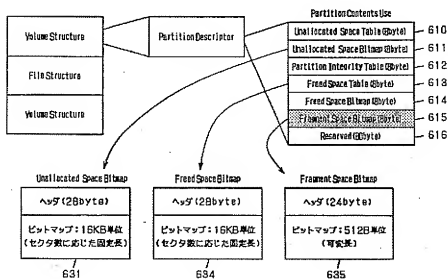 Partition Contents Use
Volume Structure
File Structure
Volume Structure
Partition Descriptor
Unallocated Space Table (8byte)
Unallocated Space Bitmap (8byte)
Partition Integrity Table (8byte)
Freed Space Table (8byte)
Freed Space Bitmap (8byte)
Fragment Space Bitmap (8byte)
Reserved (80byte)
610
611
612
613
614
615
616
Unallocated Space Bitmap
ヘッダ(28byte)
ビットマップ:16KB単位
(セクタ数に応じた固定長)
631
Freed Space Bitmap
ヘッダ(28byte)
ビットマップ:16KB単位
(セクタ数に応じた固定長)
634
Fragment Space Bitmap
ヘッダ(24byte)
ビットマップ:512B単位
(可変長)
635